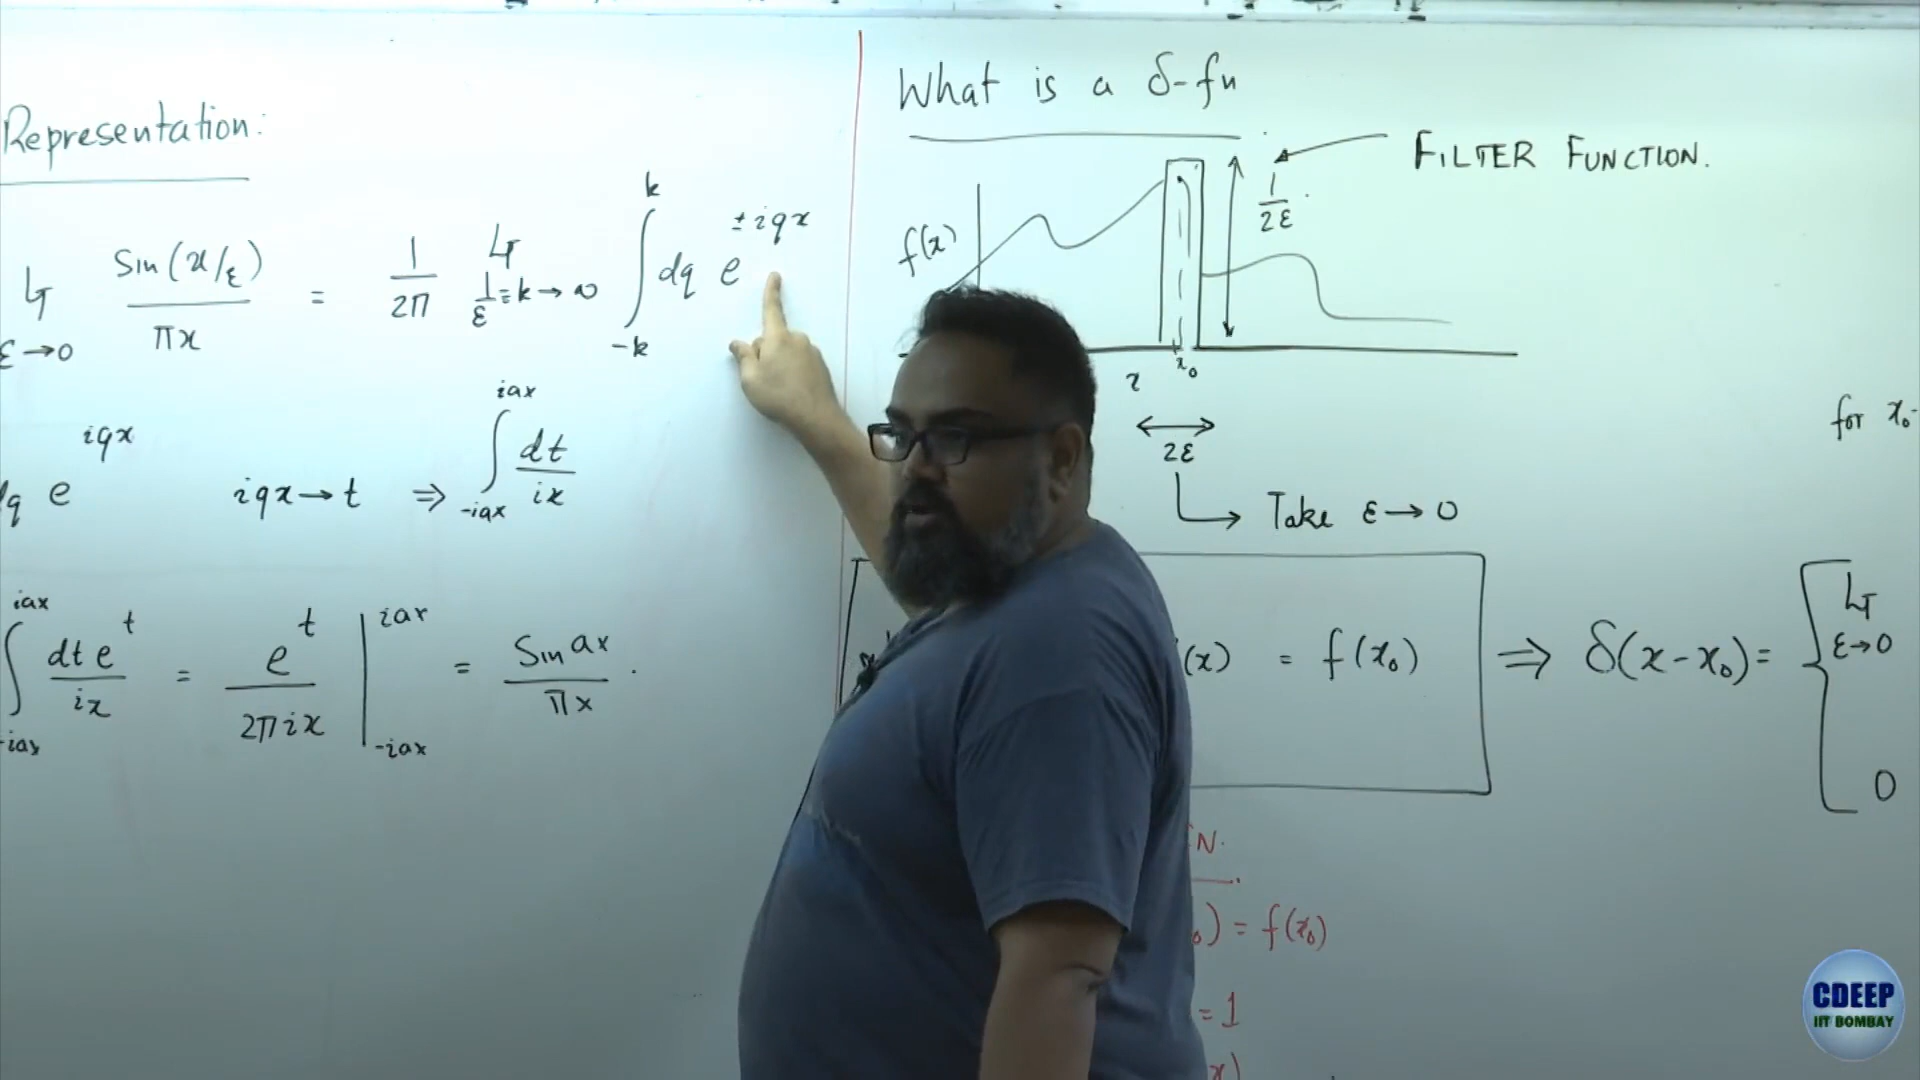 Representation:
Lt ε→0 Sin(x/ε) / πx = 1/2π Lt 1/ε=k→∞ ∫_{-k}^{k} dq e^{±iqx}
dq e^{iqx} iqx→t ⇒ ∫_{-iax}^{iax} dt/ix
∫_{-iax}^{iax} dt e^t / ix = e^t / 2πix |_{-iax}^{iax} = Sin ax / πx .
What is a δ-fn
FILTER FUNCTION.
1/2ε
f(x)
x_0
2ε
Take ε→0
for x_0
(x) = f(x_0) ⇒ δ(x-x_0) = { Lt ε→0
0
N.
) = f(x_0)
= 1
x)
CDEEP
IIT BOMBAY